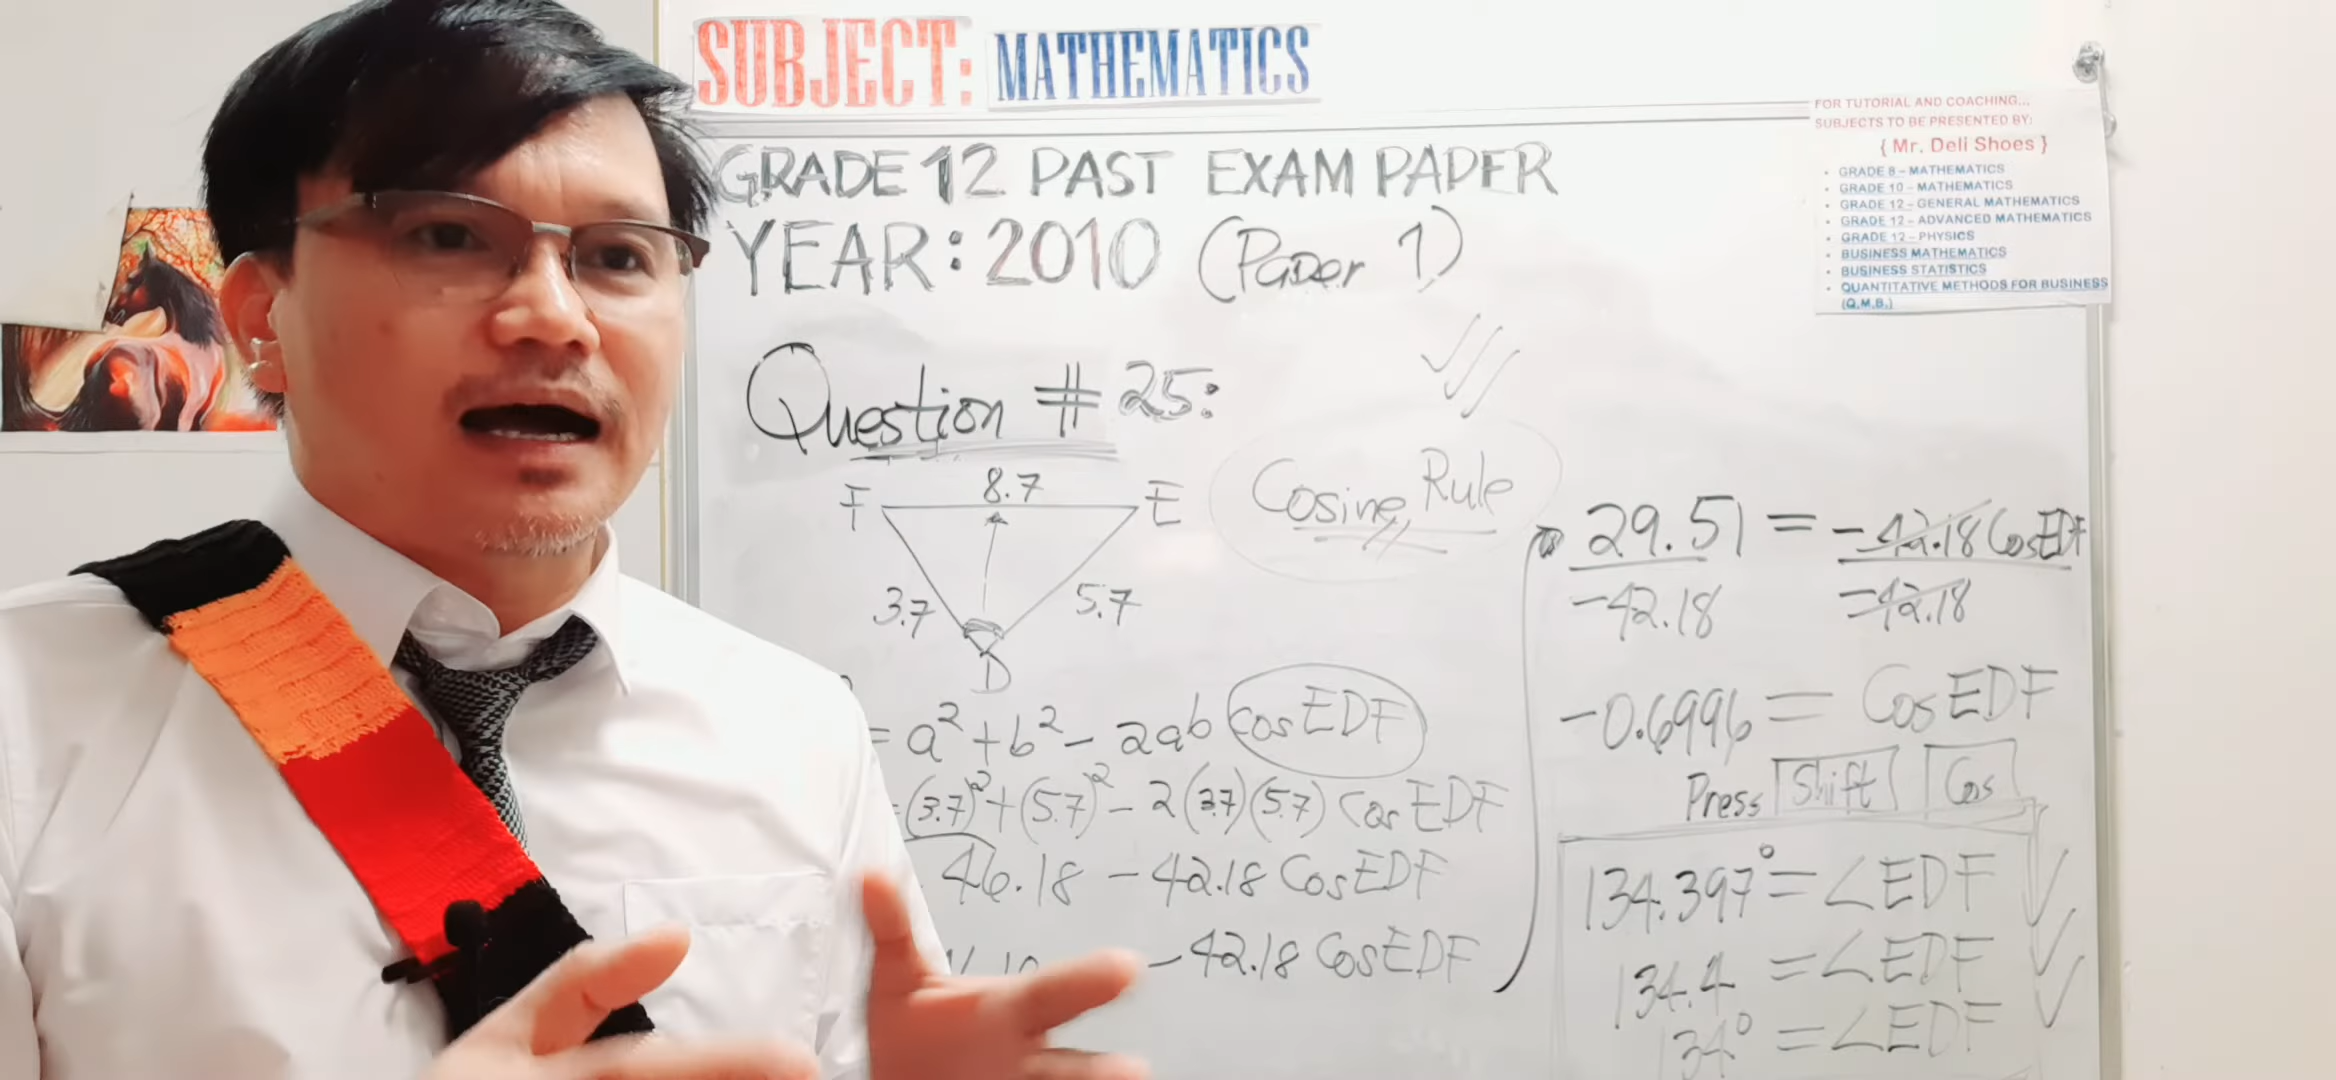 SUBJECT: MATHEMATICS
FOR TUTORIAL AND COACHING...
SUBJECTS TO BE PRESENTED BY:
{ Mr. Deli Shoes }
• GRADE 8 – MATHEMATICS
• GRADE 10 – MATHEMATICS
• GRADE 12 – GENERAL MATHEMATICS
• GRADE 12 – ADVANCED MATHEMATICS
• GRADE 12 – PHYSICS
• BUSINESS MATHEMATICS
• BUSINESS STATISTICS
• QUANTITATIVE METHODS FOR BUSINESS
(Q.M.B.)
GRADE 12 PAST EXAM PAPER
YEAR: 2010 (Paper 1)
Question # 25:
8.7
F E
3.7 5.7
D
Cosine Rule
= a² + b² - 2ab cos EDF
= (3.7)² + (5.7)² - 2(3.7)(5.7) Cos EDF
46.18 - 42.18 Cos EDF
- 42.18 Cos EDF
29.51 = -42.18 Cos EDF
-42.18 -42.18
-0.6996 = Cos EDF
Press Shift Cos
134.397° = ∠EDF
134.4 = ∠EDF
134° = ∠EDF